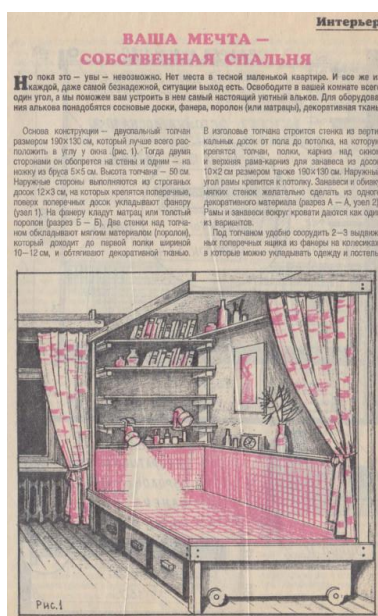 Интерьер
ВАША МЕЧТА —
СОБСТВЕННАЯ СПАЛЬНЯ
Но пока это — увы — невозможно. Нет места в тесной маленькой квартире. И все же из
каждой, даже самой безнадежной, ситуации выход есть. Освободите в вашей комнате всего
один угол, а мы поможем вам устроить в нем самый настоящий уютный альков. Для оборудова
ния алькова понадобятся сосновые доски, фанера, поролон (или матрацы), декоративная ткань
Основа конструкции — двуспальный топчан
размером 190×130 см, который лучше всего рас-
положить в углу у окна (рис. 1). Тогда двумя
сторонами он обопрется на стены и одним — на
ножку из бруса 5×5 см. Высота топчана — 50 см.
Наружные стороны выполняются из строганых
досок 12×3 см, на которых крепятся поперечные,
поверх поперечных досок укладывают фанеру
(узел 1). На фанеру кладут матрац или толстый
поролон (разрез Б — Б). Две стенки над топча-
ном обкладывают мягким материалом (поролон),
который доходит до первой полки шириной
10—12 см, и обтягивают декоративной тканью.
В изголовье топчана строится стенка из верти
кальных досок от пола до потолка, на которую
крепятся топчан, полки, карниз над окном
и верхняя рама-карниз для занавеса из досок
10×2 см размером также 190×130 см. Наружный
угол рамы крепится к потолку. Занавеси и обивку
мягких стенок желательно сделать из одного
декоративного материала (разрез А — А, узел 2)
Рамы и занавеси вокруг кровати даются как один
из вариантов.
Под топчаном удобно соорудить 2—3 выдвиж
ных поперечных ящика из фанеры на колесиках
в которые можно укладывать одежду и постель
Рис.1